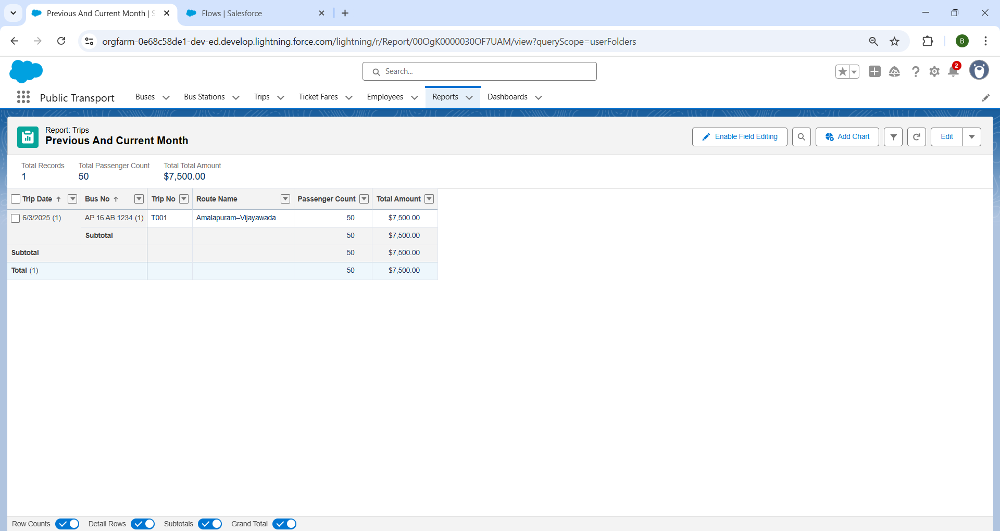 Previous And Current Month | S
Flows | Salesforce
orgfarm-0e68c58de1-dev-ed.develop.lightning.force.com/lightning/r/Report/00OgK0000030OF7UAM/view?queryScope=userFolders
B
Search...
2
Public Transport
Buses
Bus Stations
Trips
Ticket Fares
Employees
Reports
Dashboards
Report: Trips
Previous And Current Month
Enable Field Editing
Add Chart
Edit
Total Records
Total Passenger Count
Total Total Amount
1
50
$7,500.00
Trip Date ↑ Bus No ↑ Trip No Route Name Passenger Count Total Amount
6/3/2025 (1) AP 16 AB 1234 (1) T001 Amalapuram–Vijayawada 50 $7,500.00
Subtotal 50 $7,500.00
Subtotal 50 $7,500.00
Total (1) 50 $7,500.00
Row Counts Detail Rows Subtotals Grand Total